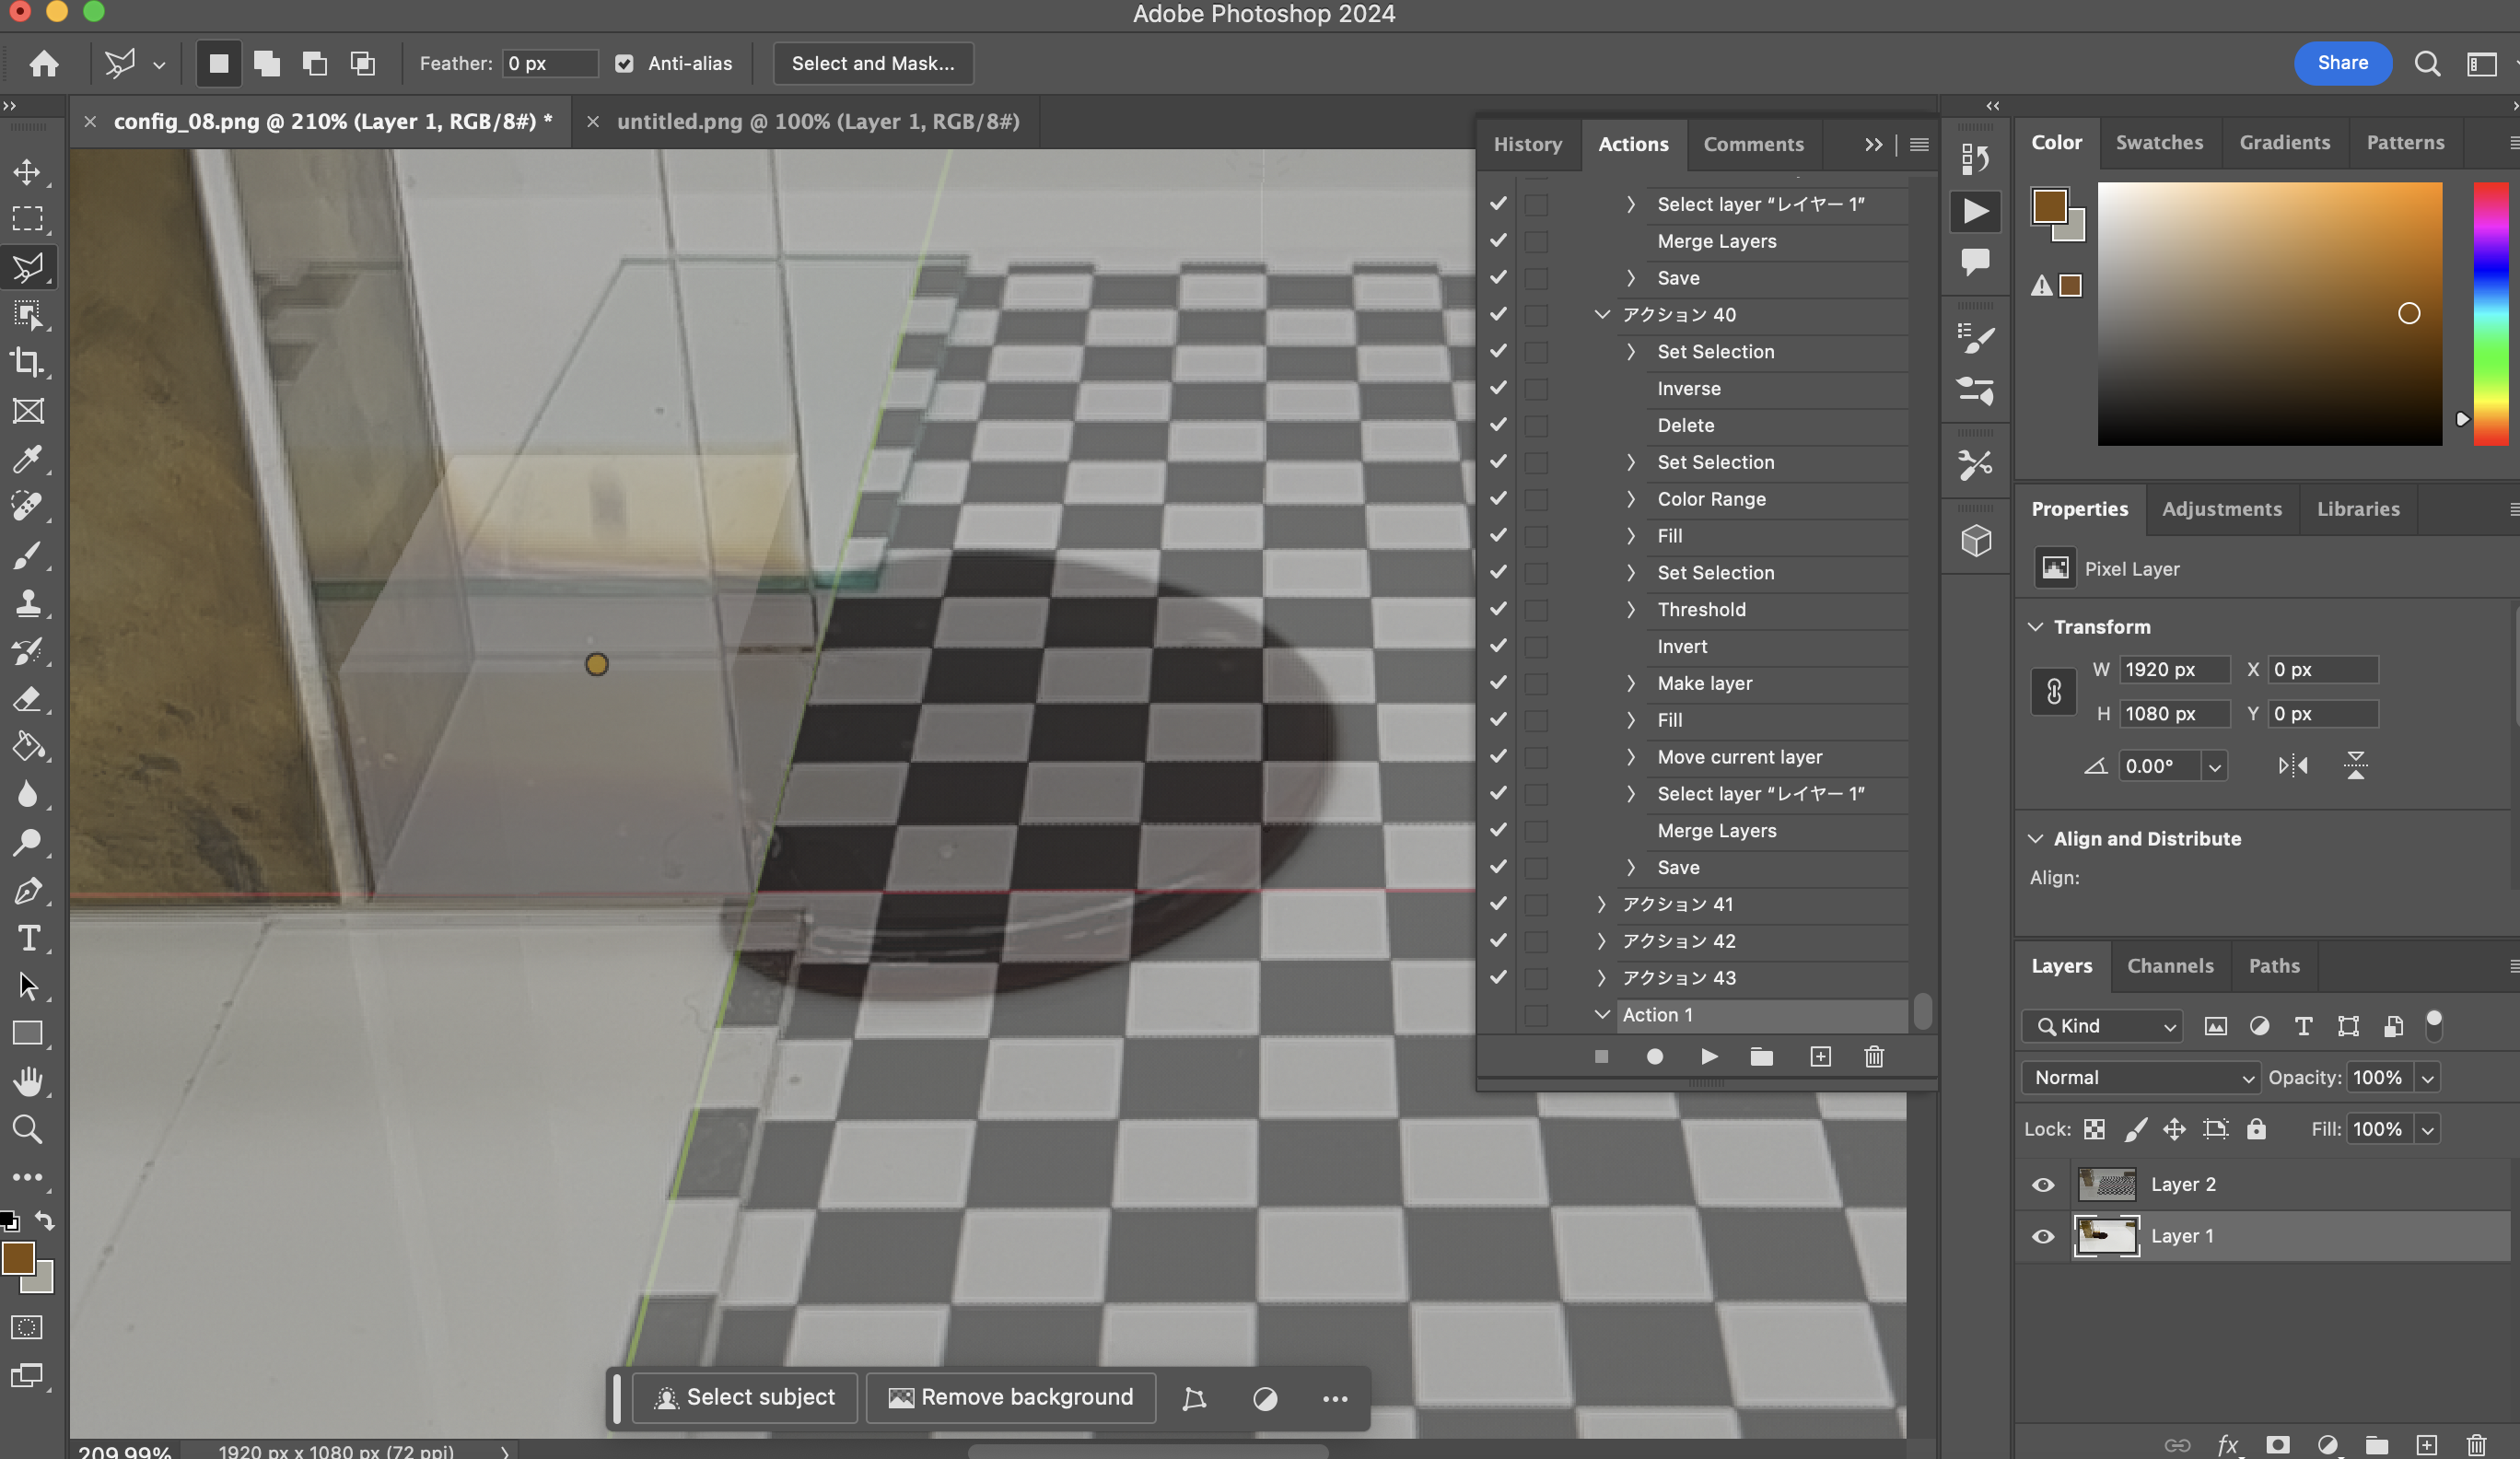 Adobe Photoshop 2024
Feather: 0 px Anti-alias Select and Mask... Share
config_08.png @ 210% (Layer 1, RGB/8#) * untitled.png @ 100% (Layer 1, RGB/8#)
History Actions Comments
Select layer “レイヤー 1”
Merge Layers
Save
アクション 40
Set Selection
Inverse
Delete
Set Selection
Color Range
Fill
Set Selection
Threshold
Invert
Make layer
Fill
Move current layer
Select layer “レイヤー 1”
Merge Layers
Save
アクション 41
アクション 42
アクション 43
Action 1
Color Swatches Gradients Patterns
Properties Adjustments Libraries
Pixel Layer
Transform
W 1920 px X 0 px
H 1080 px Y 0 px
0.00°
Align and Distribute
Align:
Layers Channels Paths
Kind
Normal Opacity: 100%
Lock: Fill: 100%
Layer 2
Layer 1
Select subject Remove background
209.99% 1920 px x 1080 px (72 ppi)